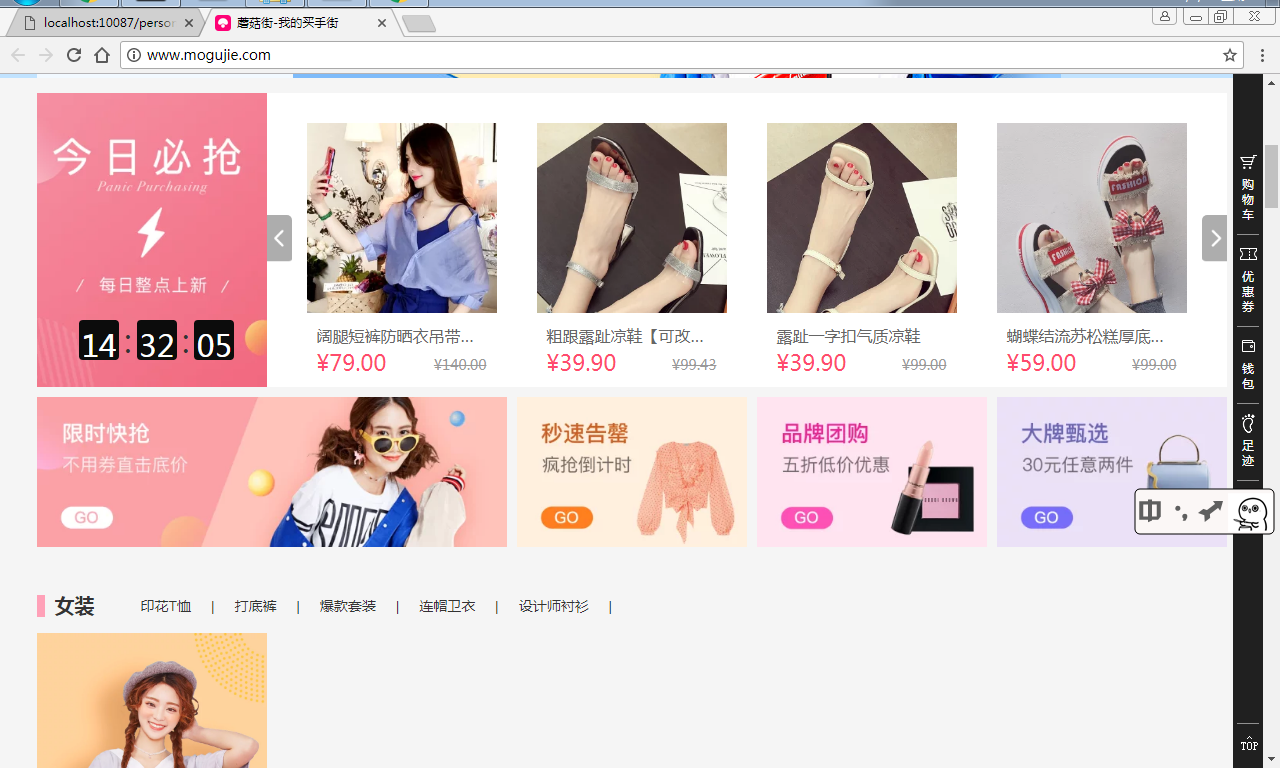 localhost:10087/person
蘑菇街-我的买手街
www.mogujie.com
今日必抢
Panic Purchasing
/ 每日整点上新 /
14 : 32 : 05
阔腿短裤防晒衣吊带...
¥79.00 ¥140.00
粗跟露趾凉鞋【可改...
¥39.90 ¥99.43
露趾一字扣气质凉鞋
¥39.90 ¥99.00
FASHION
FASHION
蝴蝶结流苏松糕厚底...
¥59.00 ¥99.00
限时快抢
不用券直击底价
GO
秒速告罄
疯抢倒计时
GO
品牌团购
五折低价优惠
GO
大牌甄选
30元任意两件
GO
女装
印花T恤 | 打底裤 | 爆款套装 | 连帽卫衣 | 设计师衬衫 |
购物车
优惠券
钱包
足迹
TOP
中